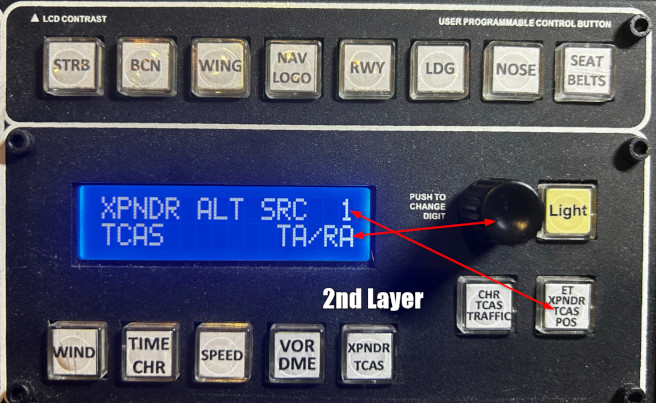 ▲ LCD CONTRAST
USER PROGRAMMABLE CONTROL BUTTON
STRB
BCN
WING
NAV
LOGO
RWY
LDG
NOSE
SEAT
BELTS
XPNDR ALT SRC 1
TCAS TA/RA
PUSH TO
CHANGE
DIGIT
Light
2nd Layer
CHR
TCAS
TRAFFIC
ET
XPNDR
TCAS
POS
WIND
TIME
CHR
SPEED
VOR
DME
XPNDR
TCAS